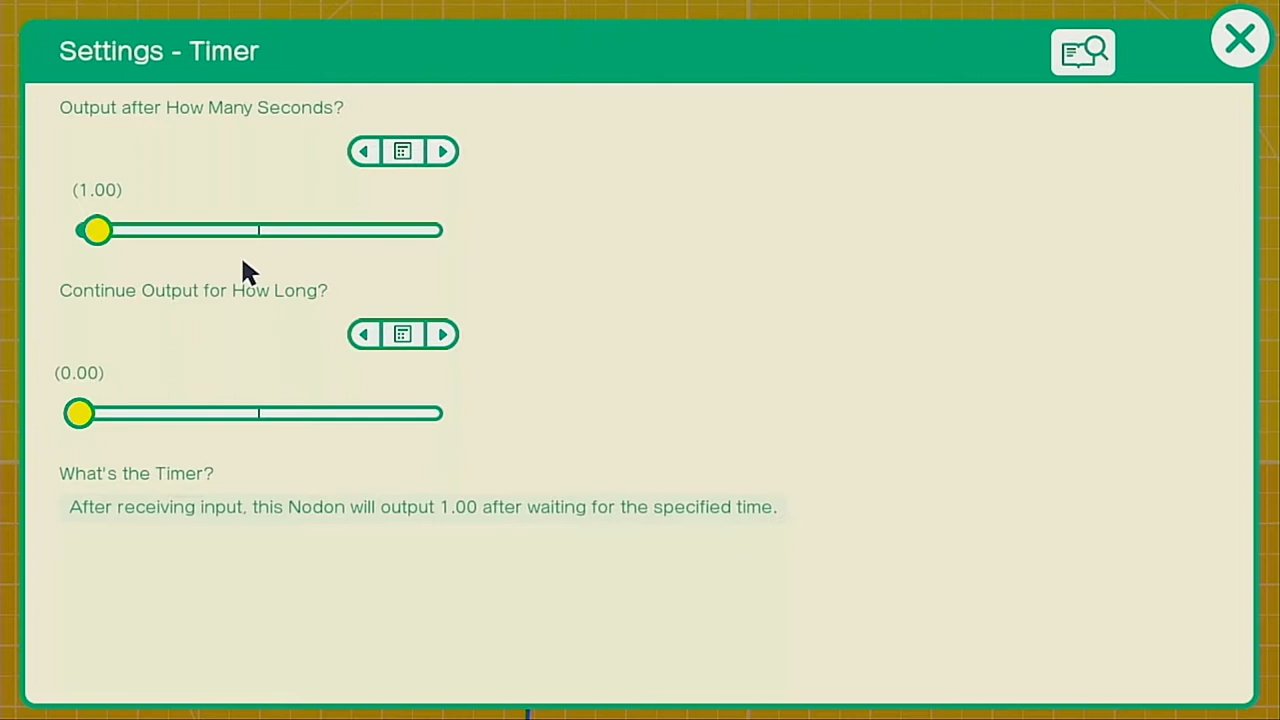 Settings - Timer
Output after How Many Seconds?
(1.00)
Continue Output for How Long?
(0.00)
What's the Timer?
After receiving input, this Nodon will output 1.00 after waiting for the specified time.